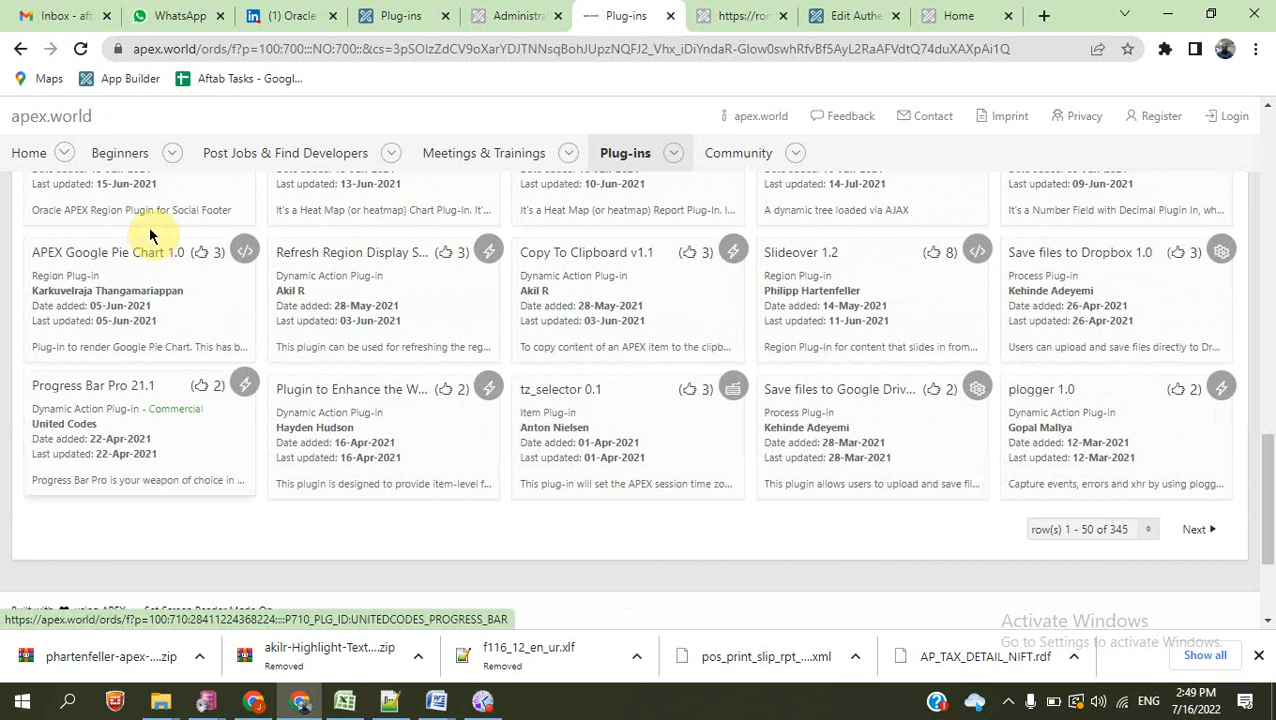 Inbox - af
WhatsApp
(1) Oracle
Plug-ins
Administra
Plug-ins
https://ror
Edit Authe
Home
apex.world/ords/f?p=100:700:::NO:700::&cs=3pSOlzZdCV9oXarYDJTNNsqBohJUpzNQFJ2_Vhx_iDiYndaR-Glow0swhRfvBf5AyL2RaAFVdtQ74duXAXpAi1Q
Maps App Builder Aftab Tasks - Googl...
apex.world
apex.world Feedback Contact Imprint Privacy Register Login
Home Beginners Post Jobs & Find Developers Meetings & Trainings Plug-ins Community
Last updated: 15-Jun-2021 Last updated: 13-Jun-2021 Last updated: 10-Jun-2021 Last updated: 14-Jul-2021 Last updated: 09-Jun-2021
Oracle APEX Region Plugin for Social Footer It's a Heat Map (or heatmap) Chart Plug-In. It'... It's a Heat Map (or heatmap) Report Plug-In. I... A dynamic tree loaded via AJAX It's a Number Field with Decimal Plugin In, wh...
APEX Google Pie Chart 1.0 3)
Region Plug-in
Karkuvelraja Thangamariappan
Date added: 05-Jun-2021
Last updated: 05-Jun-2021
Plug-In to render Google Pie Chart. This has b...
Refresh Region Display S... 3)
Dynamic Action Plug-in
Akil R
Date added: 28-May-2021
Last updated: 03-Jun-2021
This plugin can be used for refreshing the reg...
Copy To Clipboard v1.1 3)
Dynamic Action Plug-in
Akil R
Date added: 28-May-2021
Last updated: 03-Jun-2021
To copy content of an APEX item to the clipb...
Slideover 1.2 8)
Region Plug-in
Philipp Hartenfeller
Date added: 14-May-2021
Last updated: 11-Jun-2021
Region Plug-in for content that slides in from...
Save files to Dropbox 1.0 3)
Process Plug-in
Kehinde Adeyemi
Date added: 26-Apr-2021
Last updated: 26-Apr-2021
Users can upload and save files directly to Dr...
Progress Bar Pro 21.1 2)
Dynamic Action Plug-in - Commercial
United Codes
Date added: 22-Apr-2021
Last updated: 22-Apr-2021
Progress Bar Pro is your weapon of choice in ...
Plugin to Enhance the W... 2)
Dynamic Action Plug-in
Hayden Hudson
Date added: 16-Apr-2021
Last updated: 16-Apr-2021
This plugin is designed to provide item-level f...
tz_selector 0.1 3)
Item Plug-in
Anton Nielsen
Date added: 01-Apr-2021
Last updated: 01-Apr-2021
This plug-in will set the APEX session time zo...
Save files to Google Driv... 2)
Process Plug-in
Kehinde Adeyemi
Date added: 28-Mar-2021
Last updated: 28-Mar-2021
This plugin allows users to upload and save fil...
plogger 1.0 2)
Dynamic Action Plug-in
Gopal Mallya
Date added: 12-Mar-2021
Last updated: 12-Mar-2021
Capture events, errors and xhr by using plogg...
row(s) 1 - 50 of 345 Next
https://apex.world/ords/f?p=100:710:28411224368224::::P710_PLG_ID:UNITEDCODES_PROGRESS_BAR
Activate Windows
Go to Settings to activate Windows.
phartenfeller-apex-....zip
akilr-Highlight-Text....zip
Removed
f116_12_en_ur.xlf
Removed
pos_print_slip_rpt_....xml
AP_TAX_DETAIL_NIFT.rdf
Show all
ENG
2:49 PM
7/16/2022